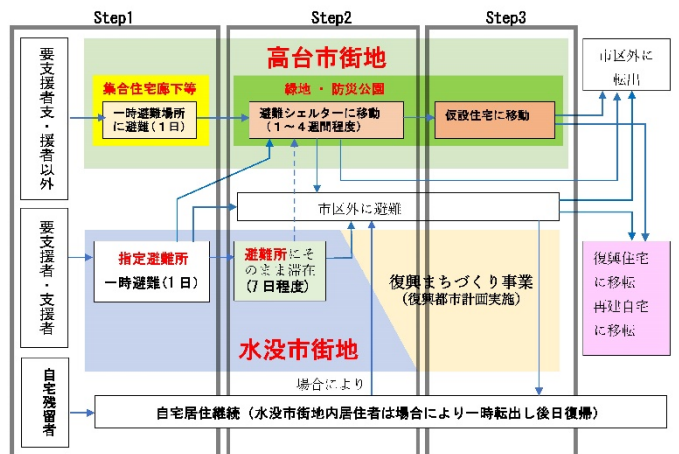 Step1
Step2
Step3
要支援者支・援者以外
高台市街地
集合住宅廊下等
一時避難場所
に避難(1日)
緑地・防災公園
避難シェルターに移動
(1~4週間程度)
仮設住宅に移動
市区外に
転出
市区外に避難
要支援者・支援者
指定避難所
一時避難(1日)
避難所にそ
のまま滞在
(7日程度)
復興まちづくり事業
(復興都市計画実施)
復興住宅
に移転
再建自宅
に移転
水没市街地
場合により
自宅残留者
自宅居住継続(水没市街地内居住者は場合により一時転出し後日復帰)